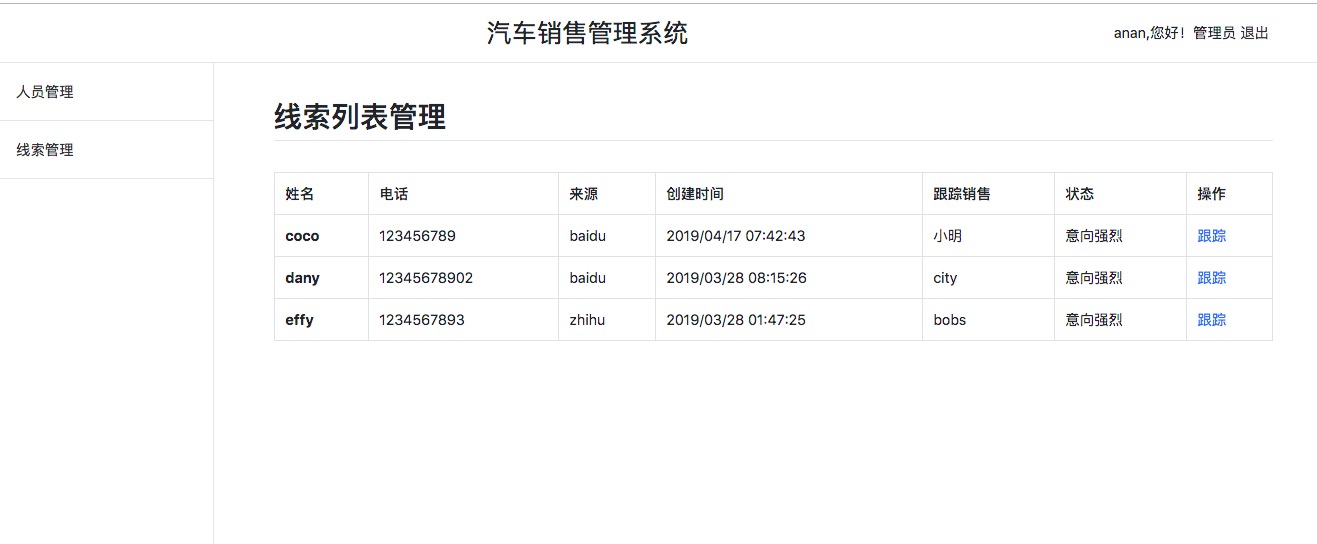 汽车销售管理系统
anan,您好！管理员 退出
人员管理
线索管理
线索列表管理
姓名 电话 来源 创建时间 跟踪销售 状态 操作
coco 123456789 baidu 2019/04/17 07:42:43 小明 意向强烈 跟踪
dany 12345678902 baidu 2019/03/28 08:15:26 city 意向强烈 跟踪
effy 1234567893 zhihu 2019/03/28 01:47:25 bobs 意向强烈 跟踪